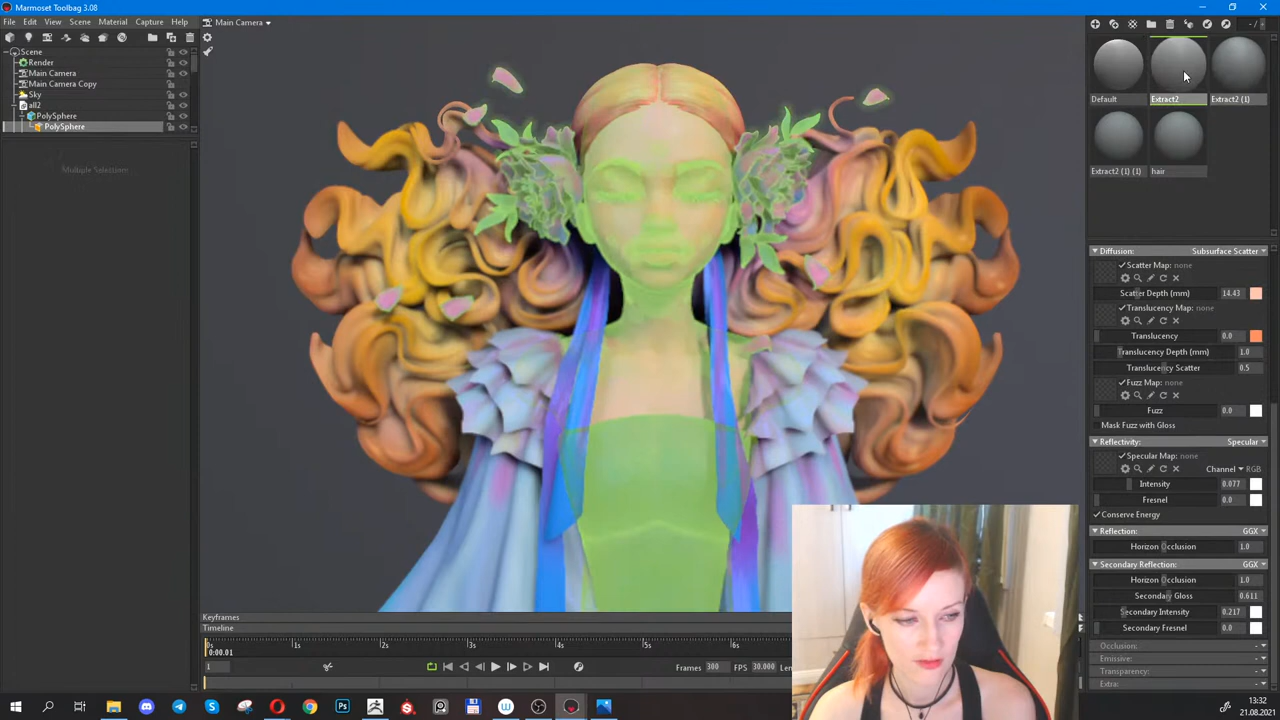 Marmoset Toolbag 3.08
File Edit View Scene Material Capture Help
Main Camera
Scene
Render
Main Camera
Main Camera Copy
Sky
all2
PolySphere
PolySphere
Multiple Selection:
Default Extract2 Extract2 (1)
Extract2 (1) (1) hair
Diffusion: Subsurface Scatter
Scatter Map: none
Scatter Depth (mm) 14.43
Translucency Map: none
Translucency 0.0
Translucency Depth (mm) 1.0
Translucency Scatter 0.5
Fuzz Map: none
Fuzz 0.0
Mask Fuzz with Gloss
Reflectivity: Specular
Specular Map: none
Channel RGB
Intensity 0.077
Fresnel 0.0
Conserve Energy
Reflection: GGX
Horizon Occlusion 1.0
Secondary Reflection: GGX
Horizon Occlusion 1.0
Secondary Gloss 0.611
Secondary Intensity 0.217
Secondary Fresnel 0.0
Occlusion:
Emissive:
Transparency:
Extra:
Keyframes
Timeline
0s 1s 2s 3s 4s 5s 6s
0:00.01
1 Frames 300 FPS 30.000
13:32
21.08.2021